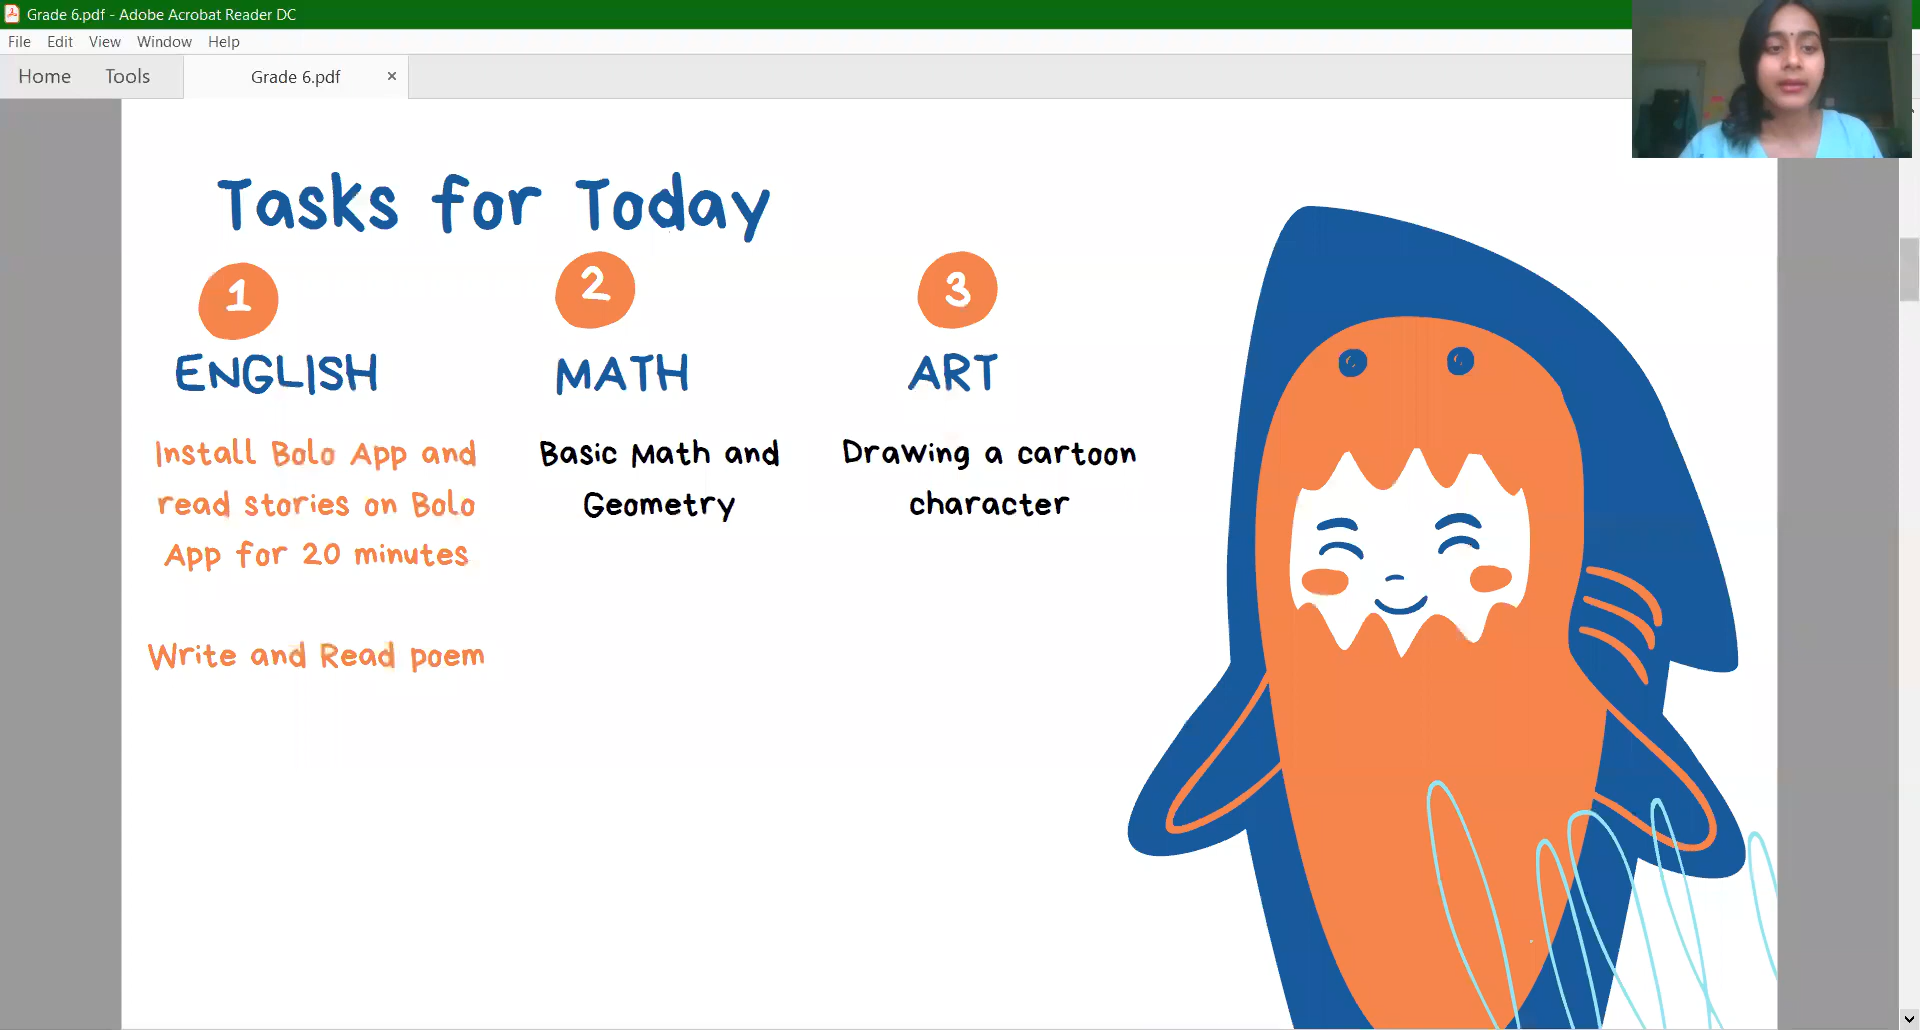 Grade 6.pdf - Adobe Acrobat Reader DC
File Edit View Window Help
Home Tools Grade 6.pdf ×
Tasks for Today
1
ENGLISH
Install Bolo App and
read stories on Bolo
App for 20 minutes
Write and Read poem
2
MATH
Basic Math and
Geometry
3
ART
Drawing a cartoon
character